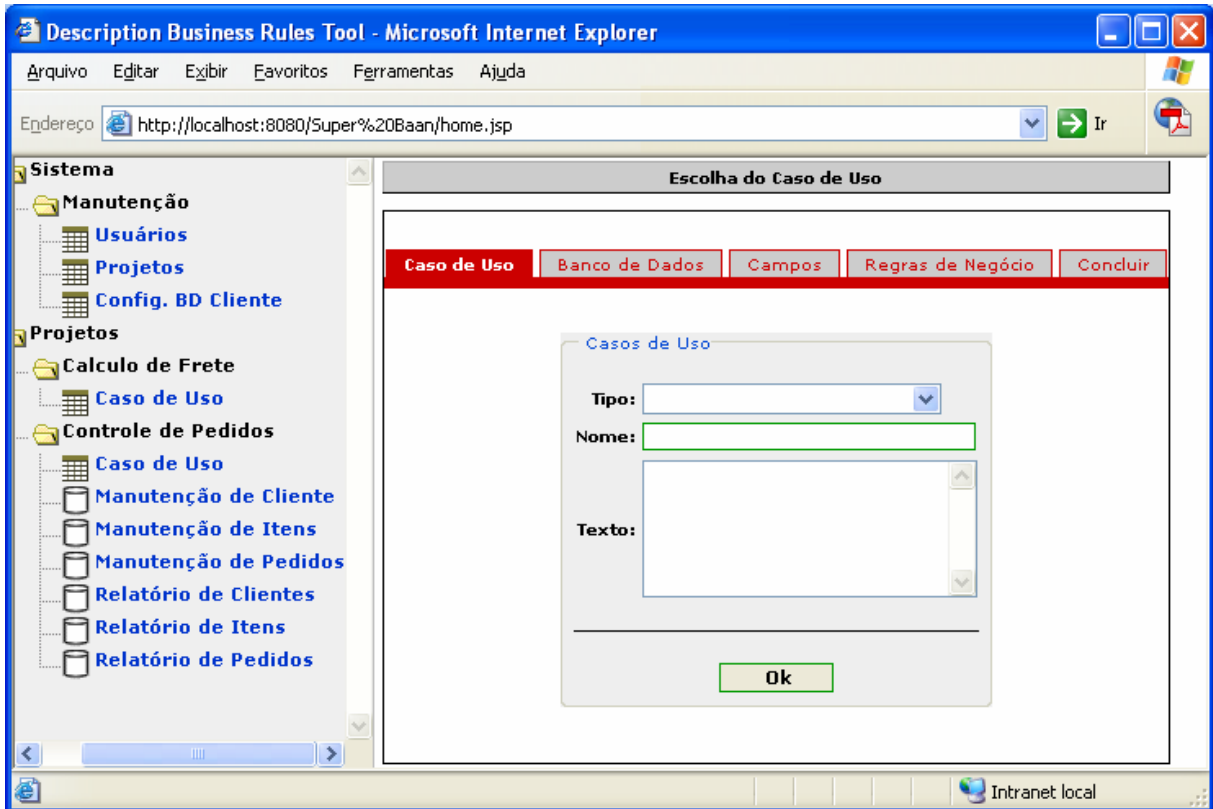 Description Business Rules Tool - Microsoft Internet Explorer
Arquivo Editar Exibir Favoritos Ferramentas Ajuda
Endereço http://localhost:8080/Super%20Baan/home.jsp Ir
Sistema
Manutenção
Usuários
Projetos
Config. BD Cliente
Projetos
Calculo de Frete
Caso de Uso
Controle de Pedidos
Caso de Uso
Manutenção de Cliente
Manutenção de Itens
Manutenção de Pedidos
Relatório de Clientes
Relatório de Itens
Relatório de Pedidos
Escolha do Caso de Uso
Caso de Uso Banco de Dados Campos Regras de Negócio Concluir
Casos de Uso
Tipo:
Nome:
Texto:
Ok
Intranet local